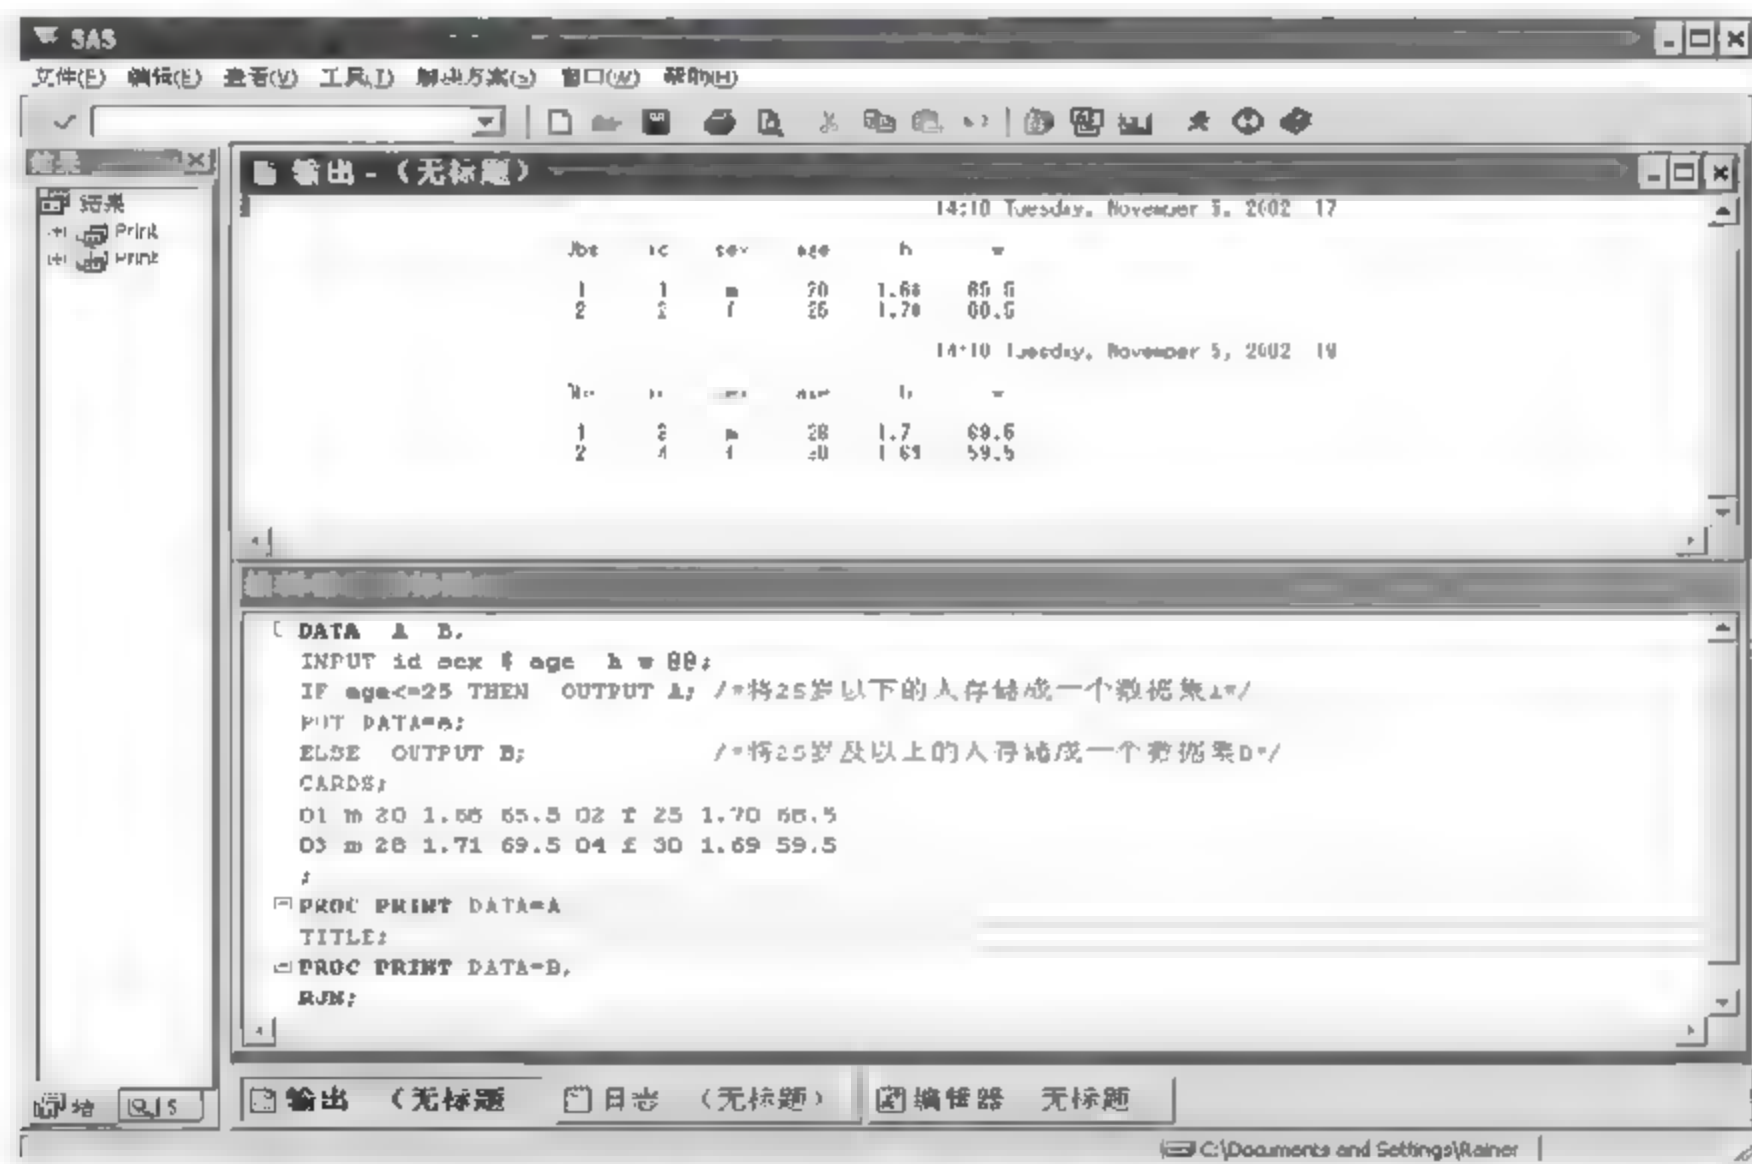 SAS
文件(F) 编辑(E) 查看(V) 工具(T) 解决方案(S) 窗口(W) 帮助(H)
结果
输出 - (无标题)
结果
Print
Print
14:10 Tuesday, November 5, 2002 17
Obs sex age h w
1 1 m 20 1.68 65.5
2 2 f 25 1.70
14:10 Tuesday, November 5, 2002
1 m 28 1.7 69.5
2 4 1.69 59.5
DATA A B;
INPUT id sex $ age h w @@;
IF age<=25 THEN OUTPUT A; /*将25岁以下的人存储成一个数据集A*/
PUT DATA=a;
ELSE OUTPUT B; /*将25岁及以上的人存储成一个数据集B*/
CARDS;
01 m 20 1.68 65.5 02 f 25 1.70
03 m 28 1.71 69.5 04 f 30 1.69 59.5
;
PROC PRINT DATA=A
TITLE;
PROC PRINT DATA=B;
RUN;
结
输出 (无标题 日志 (无标题) 编辑器 无标题
C:\Documents and Settings\Rainer